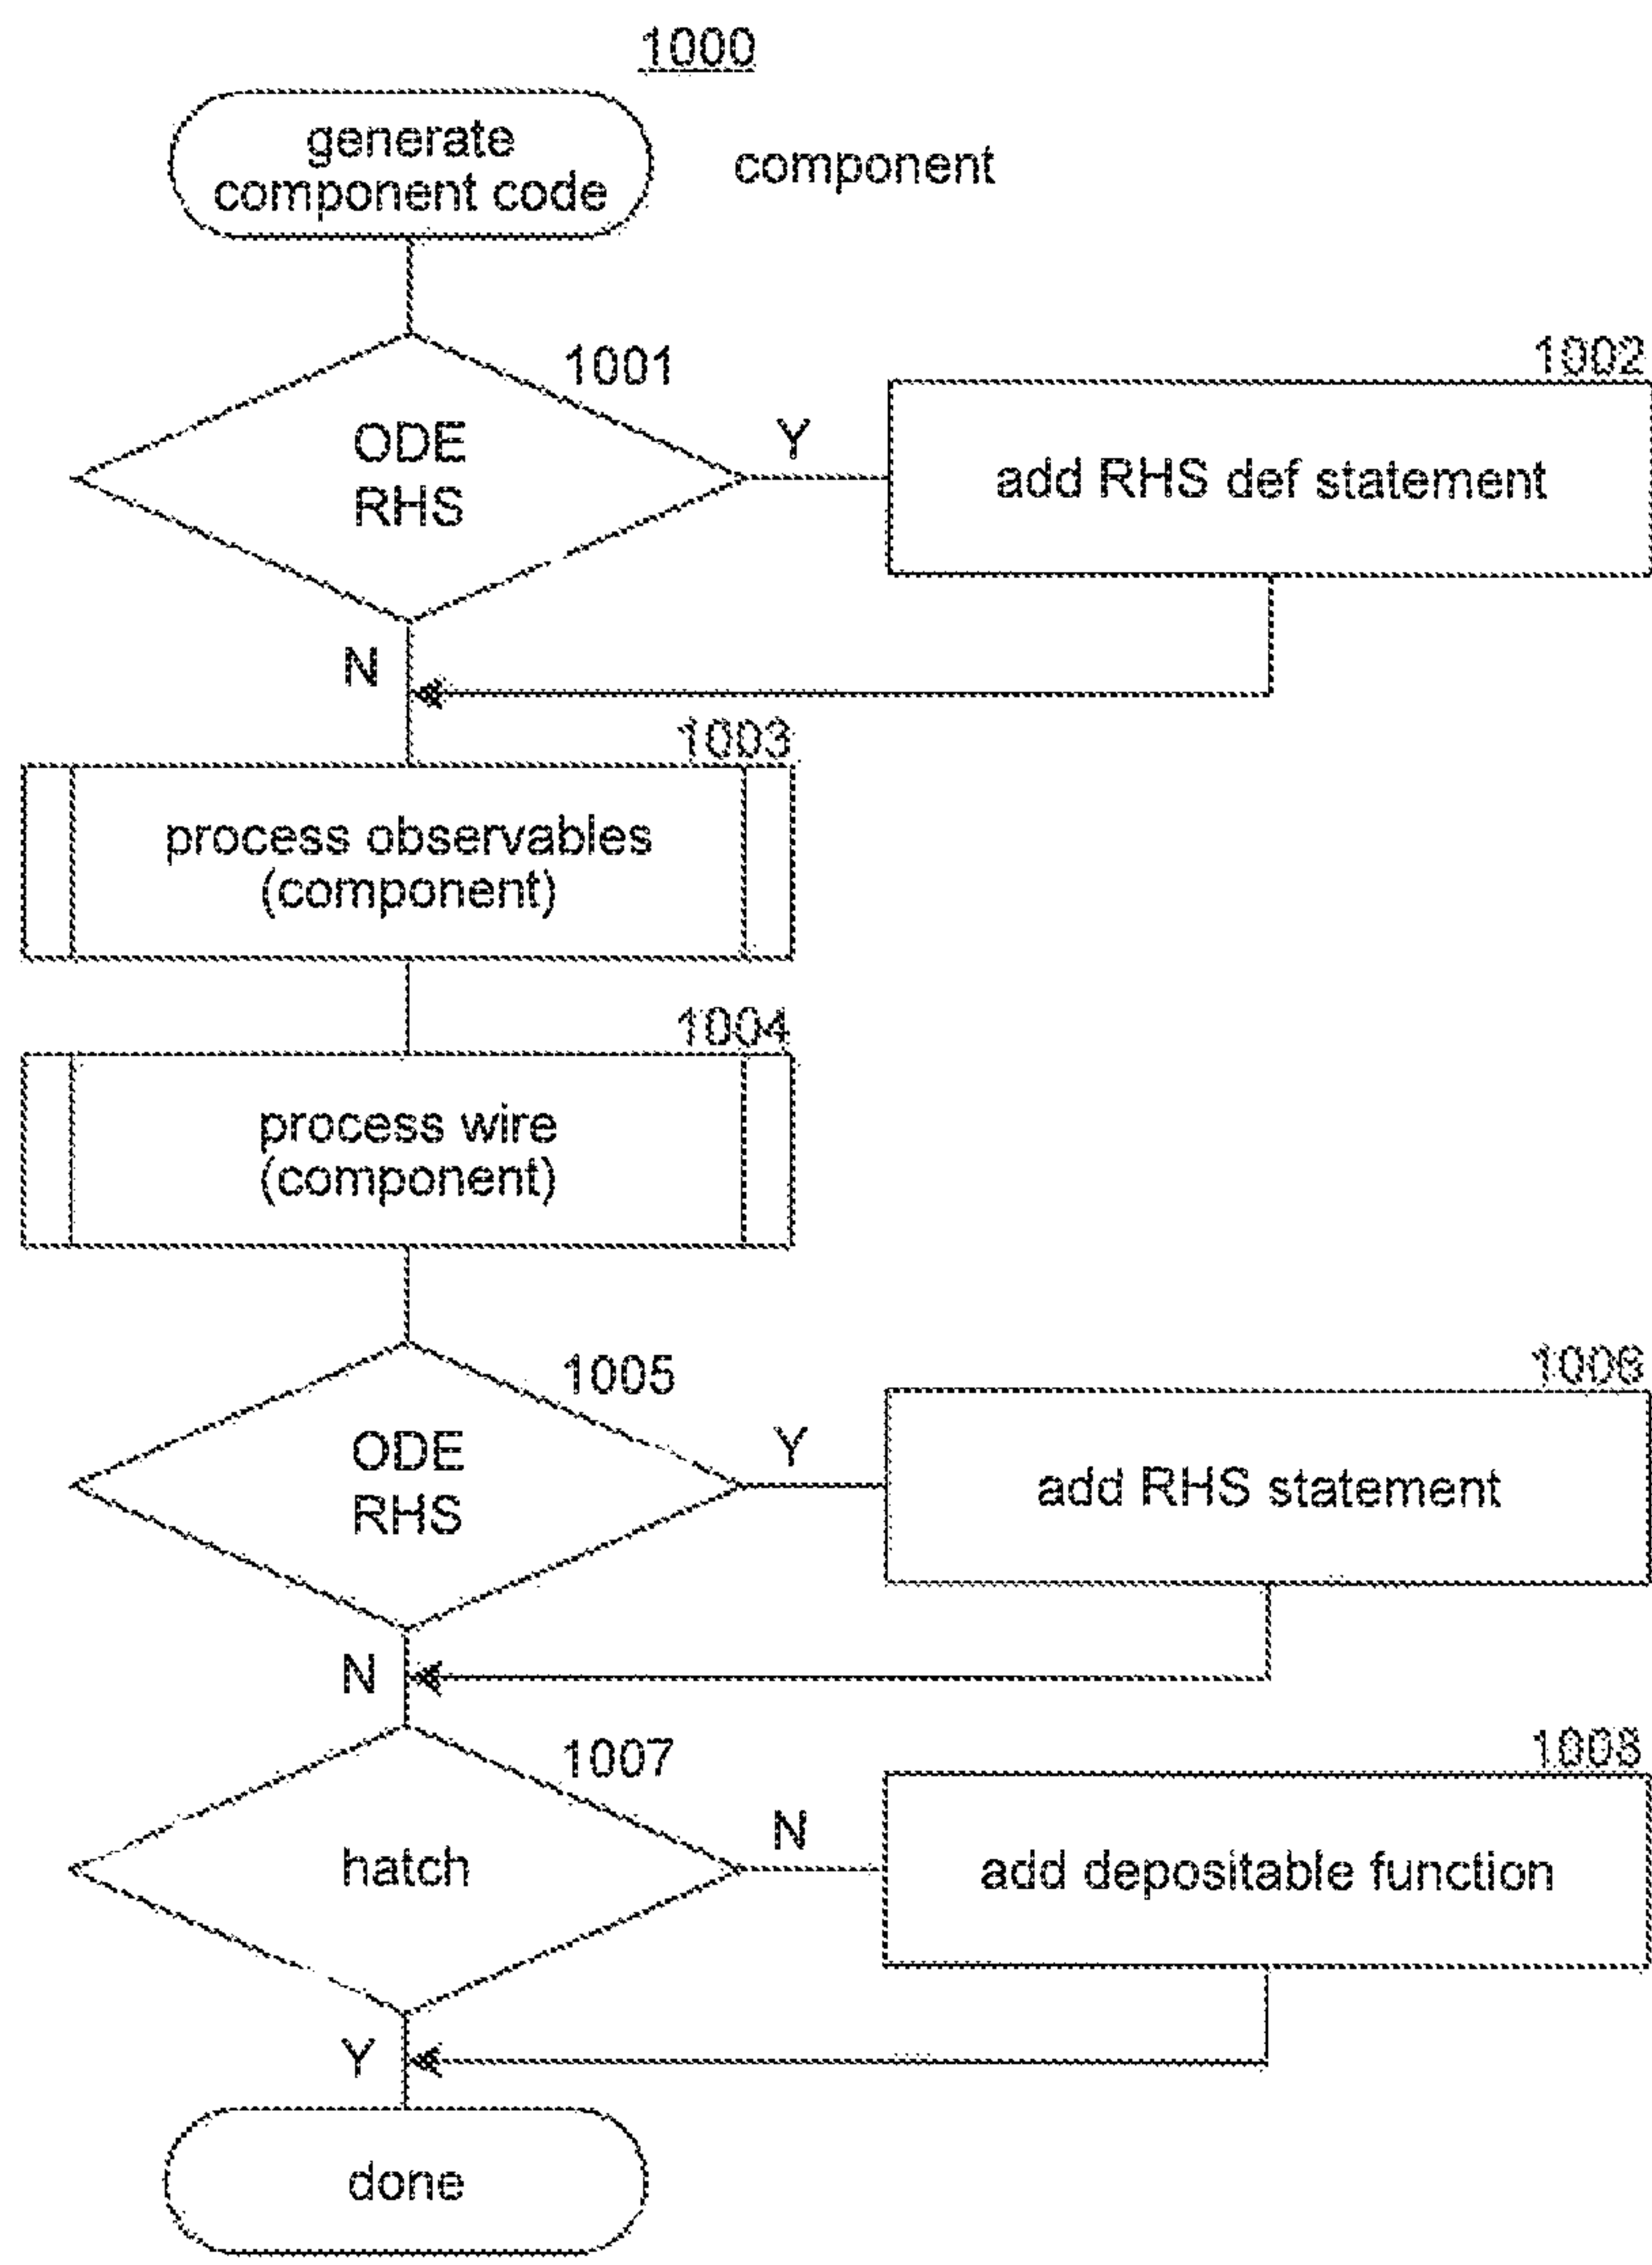 1000
generate
component code
component
1001
ODE
RHS
Y
1002
add RHS def statement
N
1003
process observables
(component)
1004
process wire
(component)
1005
ODE
RHS
Y
1006
add RHS statement
N
1007
hatch
N
1008
add depositable function
Y
done